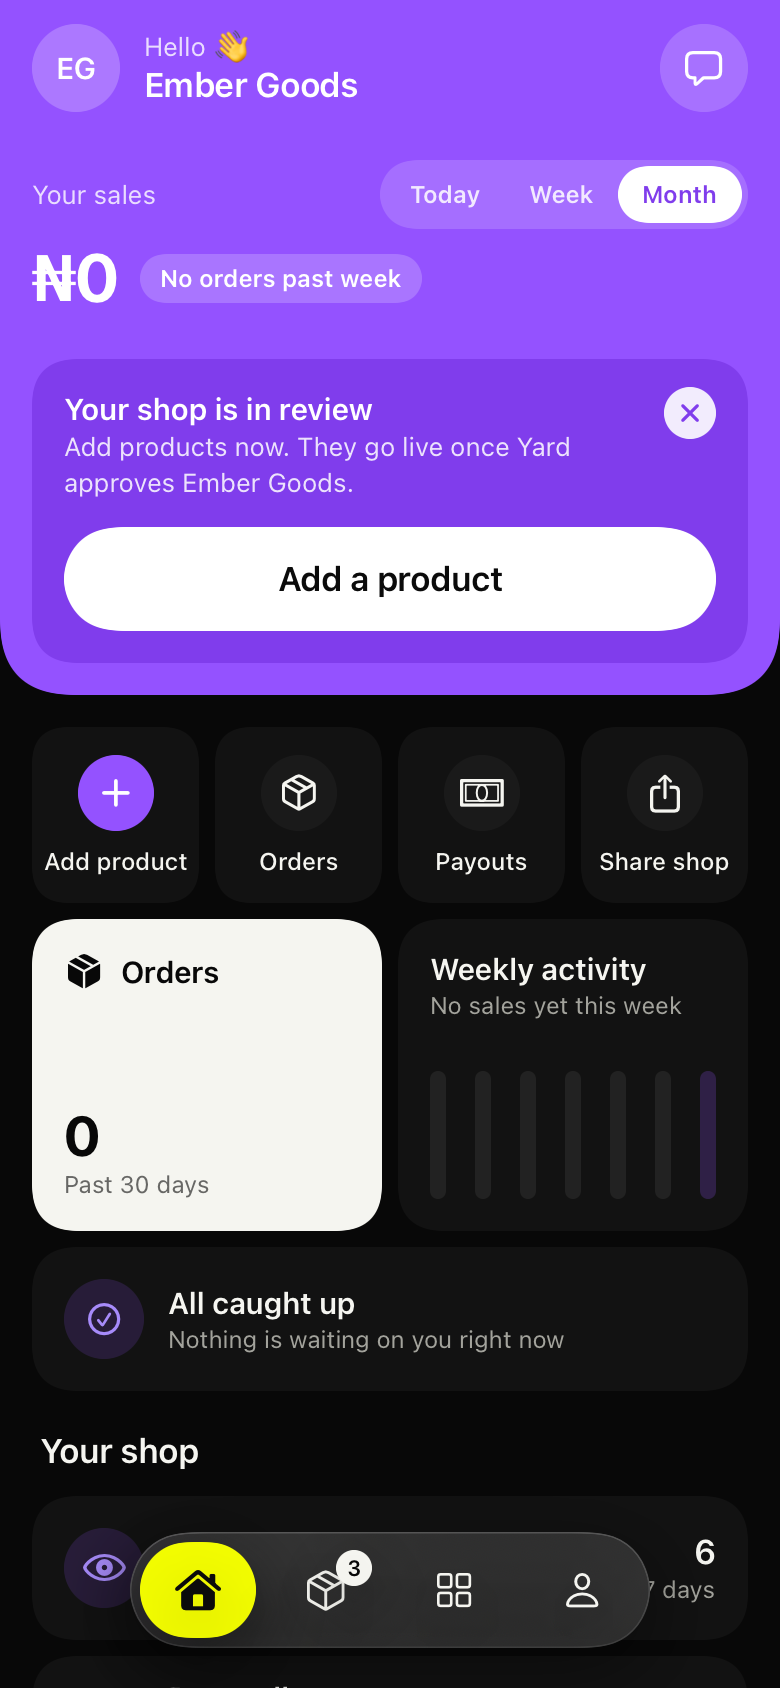 EG
Hello 👋
Ember Goods
Your sales
Today
Week
Month
₦0
No orders past week
Your shop is in review
Add products now. They go live once Yard
approves Ember Goods.
Add a product
Add product
Orders
Payouts
Share shop
Orders
0
Past 30 days
Weekly activity
No sales yet this week
All caught up
Nothing is waiting on you right now
Your shop
6
7 days
3